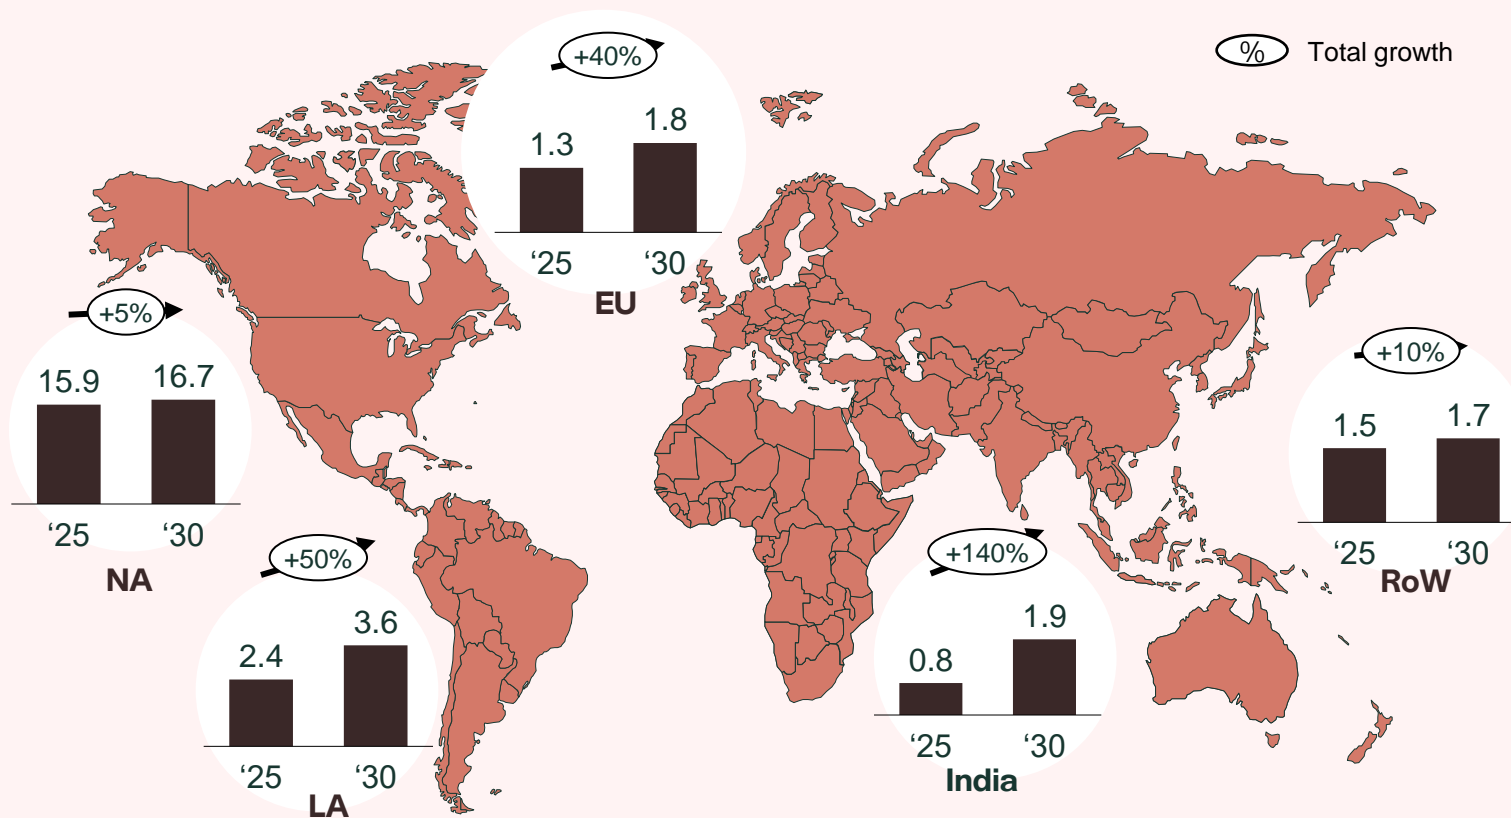 % Total growth
+40%
1.3 1.8
‘25 ‘30
EU
+5%
15.9 16.7
‘25 ‘30
NA
+10%
1.5 1.7
‘25 ‘30
RoW
+50%
2.4 3.6
‘25 ‘30
LA
+140%
0.8 1.9
‘25 ‘30
India